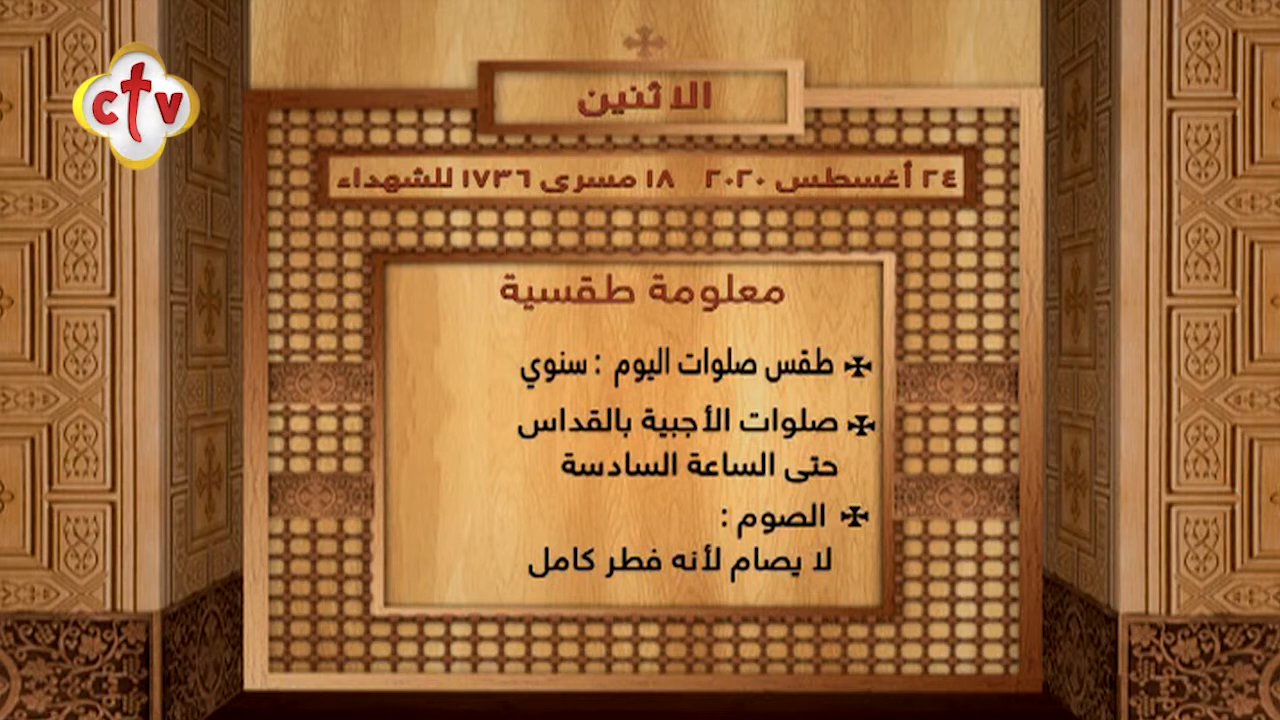 ctv
الاثنين
٢٤ أغسطس ٢٠٢٠ ١٨ مسرى ١٧٣٦ للشهداء
معلومة طقسية
طقس صلوات اليوم : سنوي
صلوات الأجبية بالقداس
حتى الساعة السادسة
الصوم :
لا يصام لأنه فطر كامل